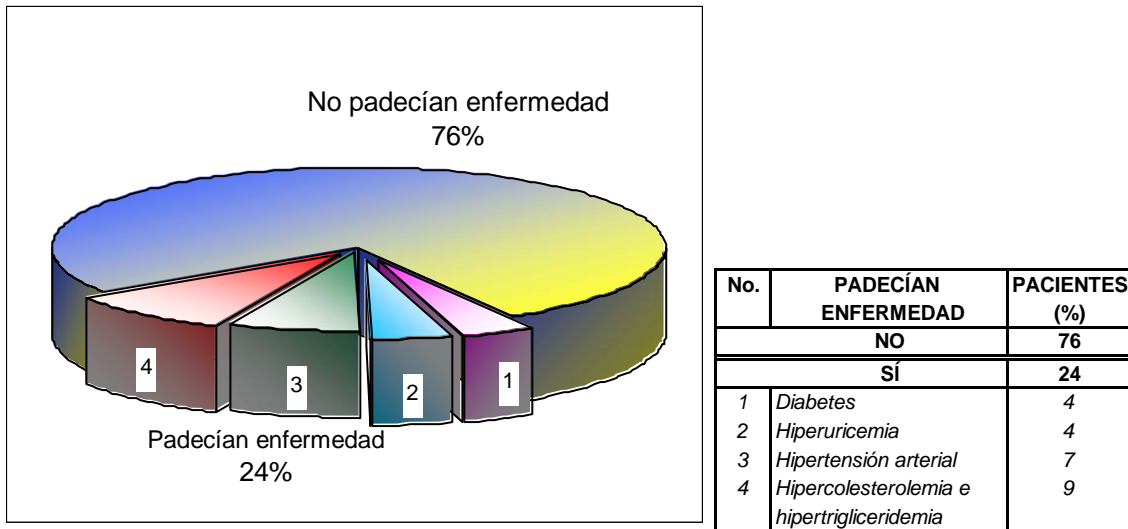 No padecían enfermedad
76%
4
3
2
1
Padecían enfermedad
24%
No. PADECÍAN ENFERMEDAD PACIENTES (%)
NO 76
SÍ 24
1 Diabetes 4
2 Hiperuricemia 4
3 Hipertensión arterial 7
4 Hipercolesterolemia e 9
hipertrigliceridemia